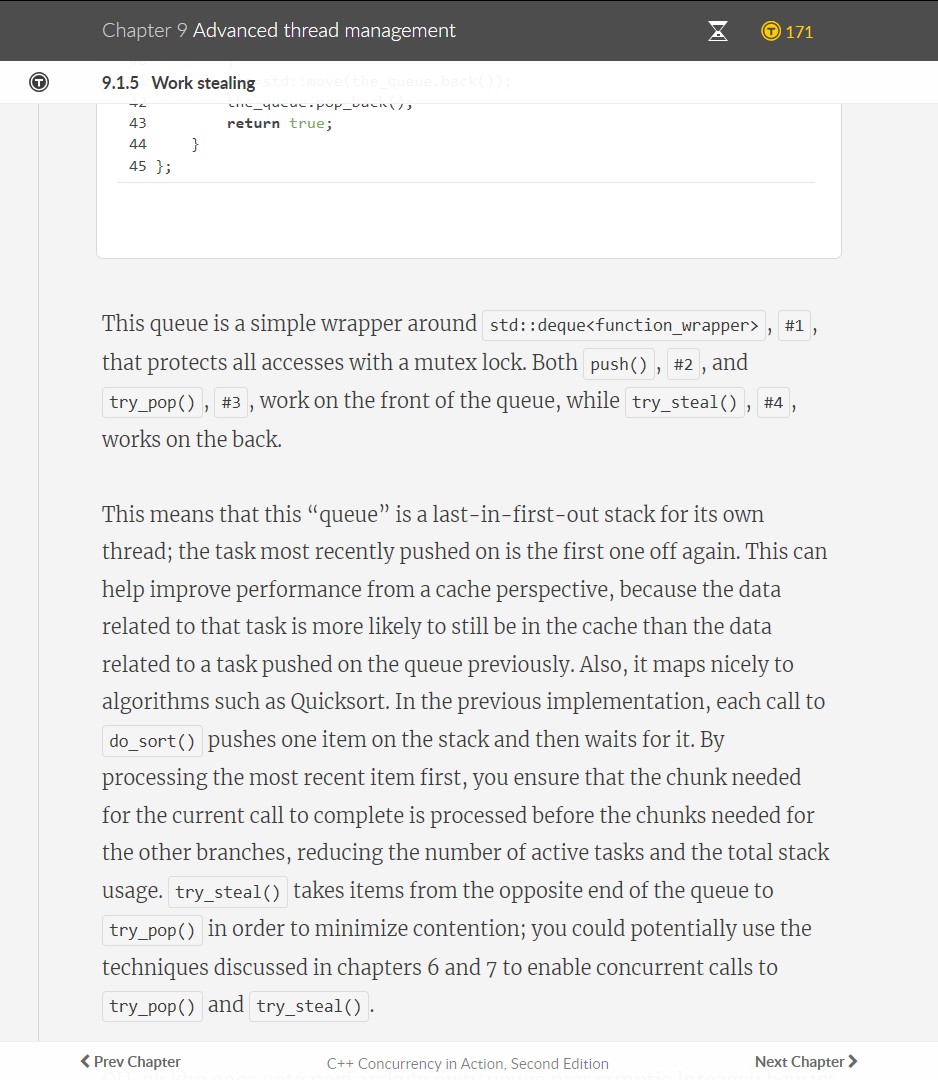 Chapter 9 Advanced thread management
171
9.1.5 Work stealing
std::move(the_queue.back());
42 the_queue.pop_back();
43 return true;
44 }
45 };
This queue is a simple wrapper around std::deque<function_wrapper> , #1 ,
that protects all accesses with a mutex lock. Both push() , #2 , and
try_pop() , #3 , work on the front of the queue, while try_steal() , #4 ,
works on the back.
This means that this “queue” is a last-in-first-out stack for its own
thread; the task most recently pushed on is the first one off again. This can
help improve performance from a cache perspective, because the data
related to that task is more likely to still be in the cache than the data
related to a task pushed on the queue previously. Also, it maps nicely to
algorithms such as Quicksort. In the previous implementation, each call to
do_sort() pushes one item on the stack and then waits for it. By
processing the most recent item first, you ensure that the chunk needed
for the current call to complete is processed before the chunks needed for
the other branches, reducing the number of active tasks and the total stack
usage. try_steal() takes items from the opposite end of the queue to
try_pop() in order to minimize contention; you could potentially use the
techniques discussed in chapters 6 and 7 to enable concurrent calls to
try_pop() and try_steal() .
Prev Chapter
C++ Concurrency in Action, Second Edition
Next Chapter